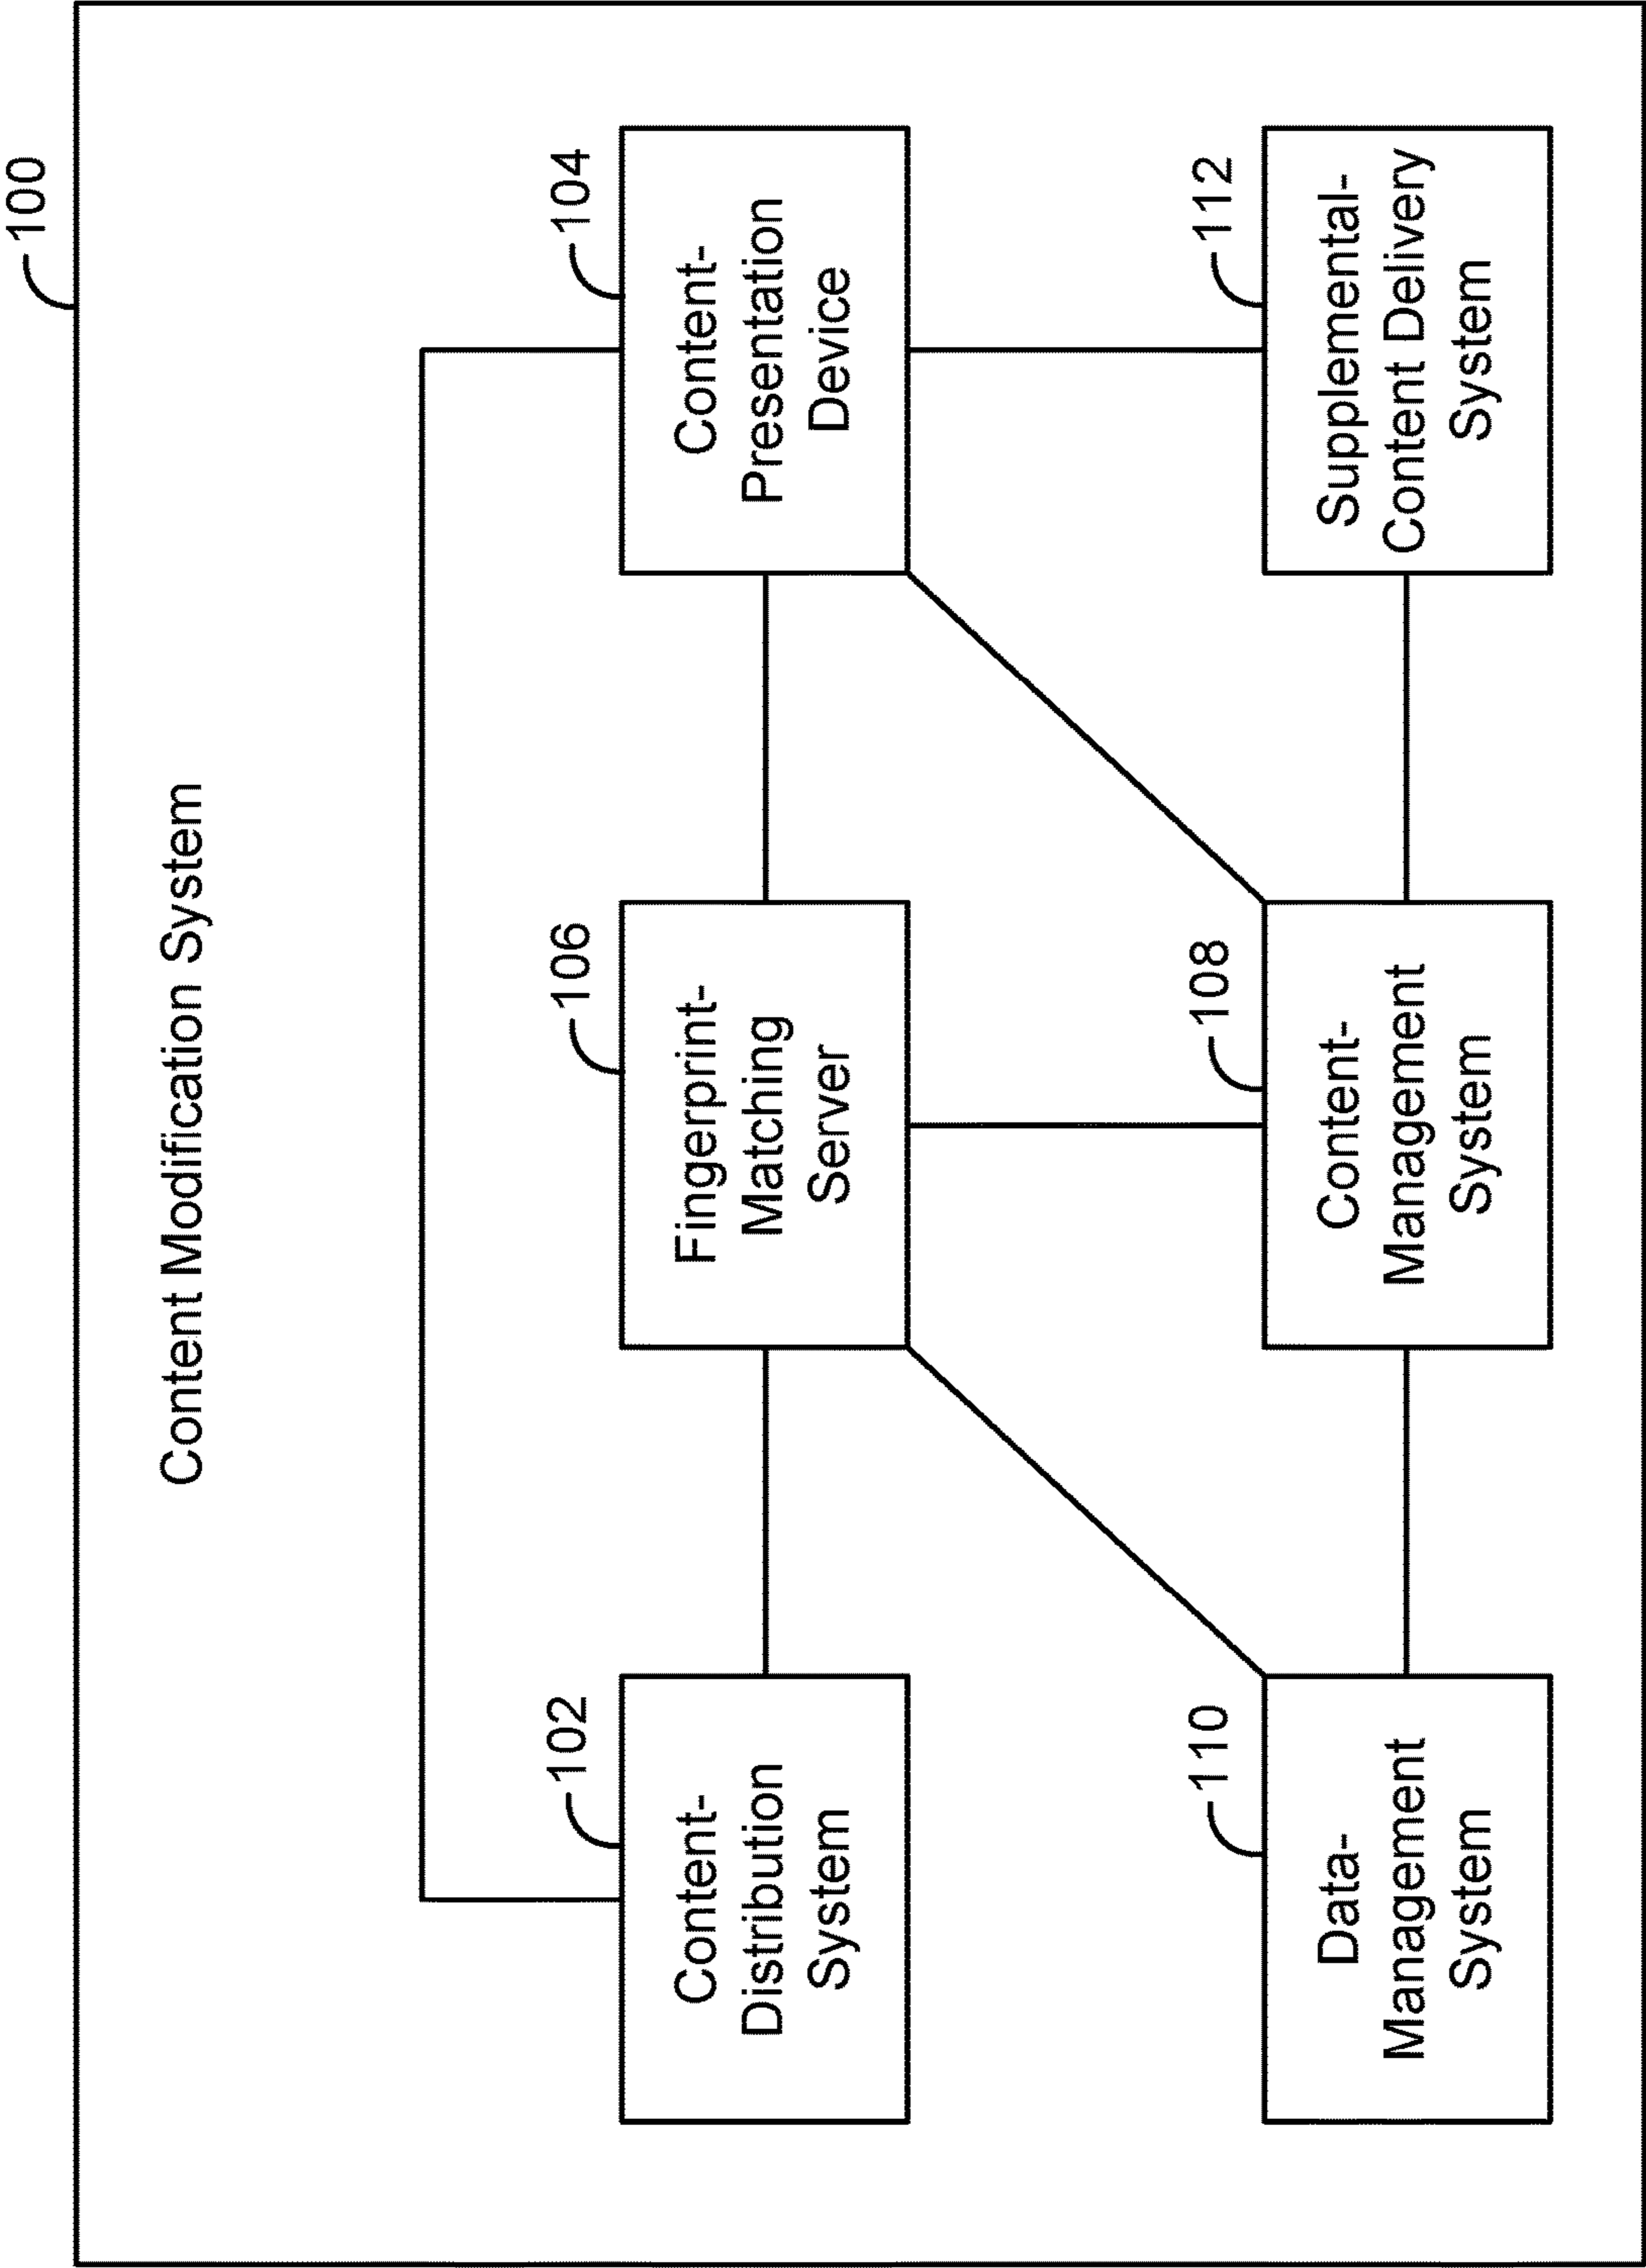 100
Content Modification System
102
Content-
Distribution
System
106
Fingerprint-
Matching
Server
104
Content-
Presentation
Device
110
Data-
Management
System
108
Content-
Management
System
112
Supplemental-
Content Delivery
System